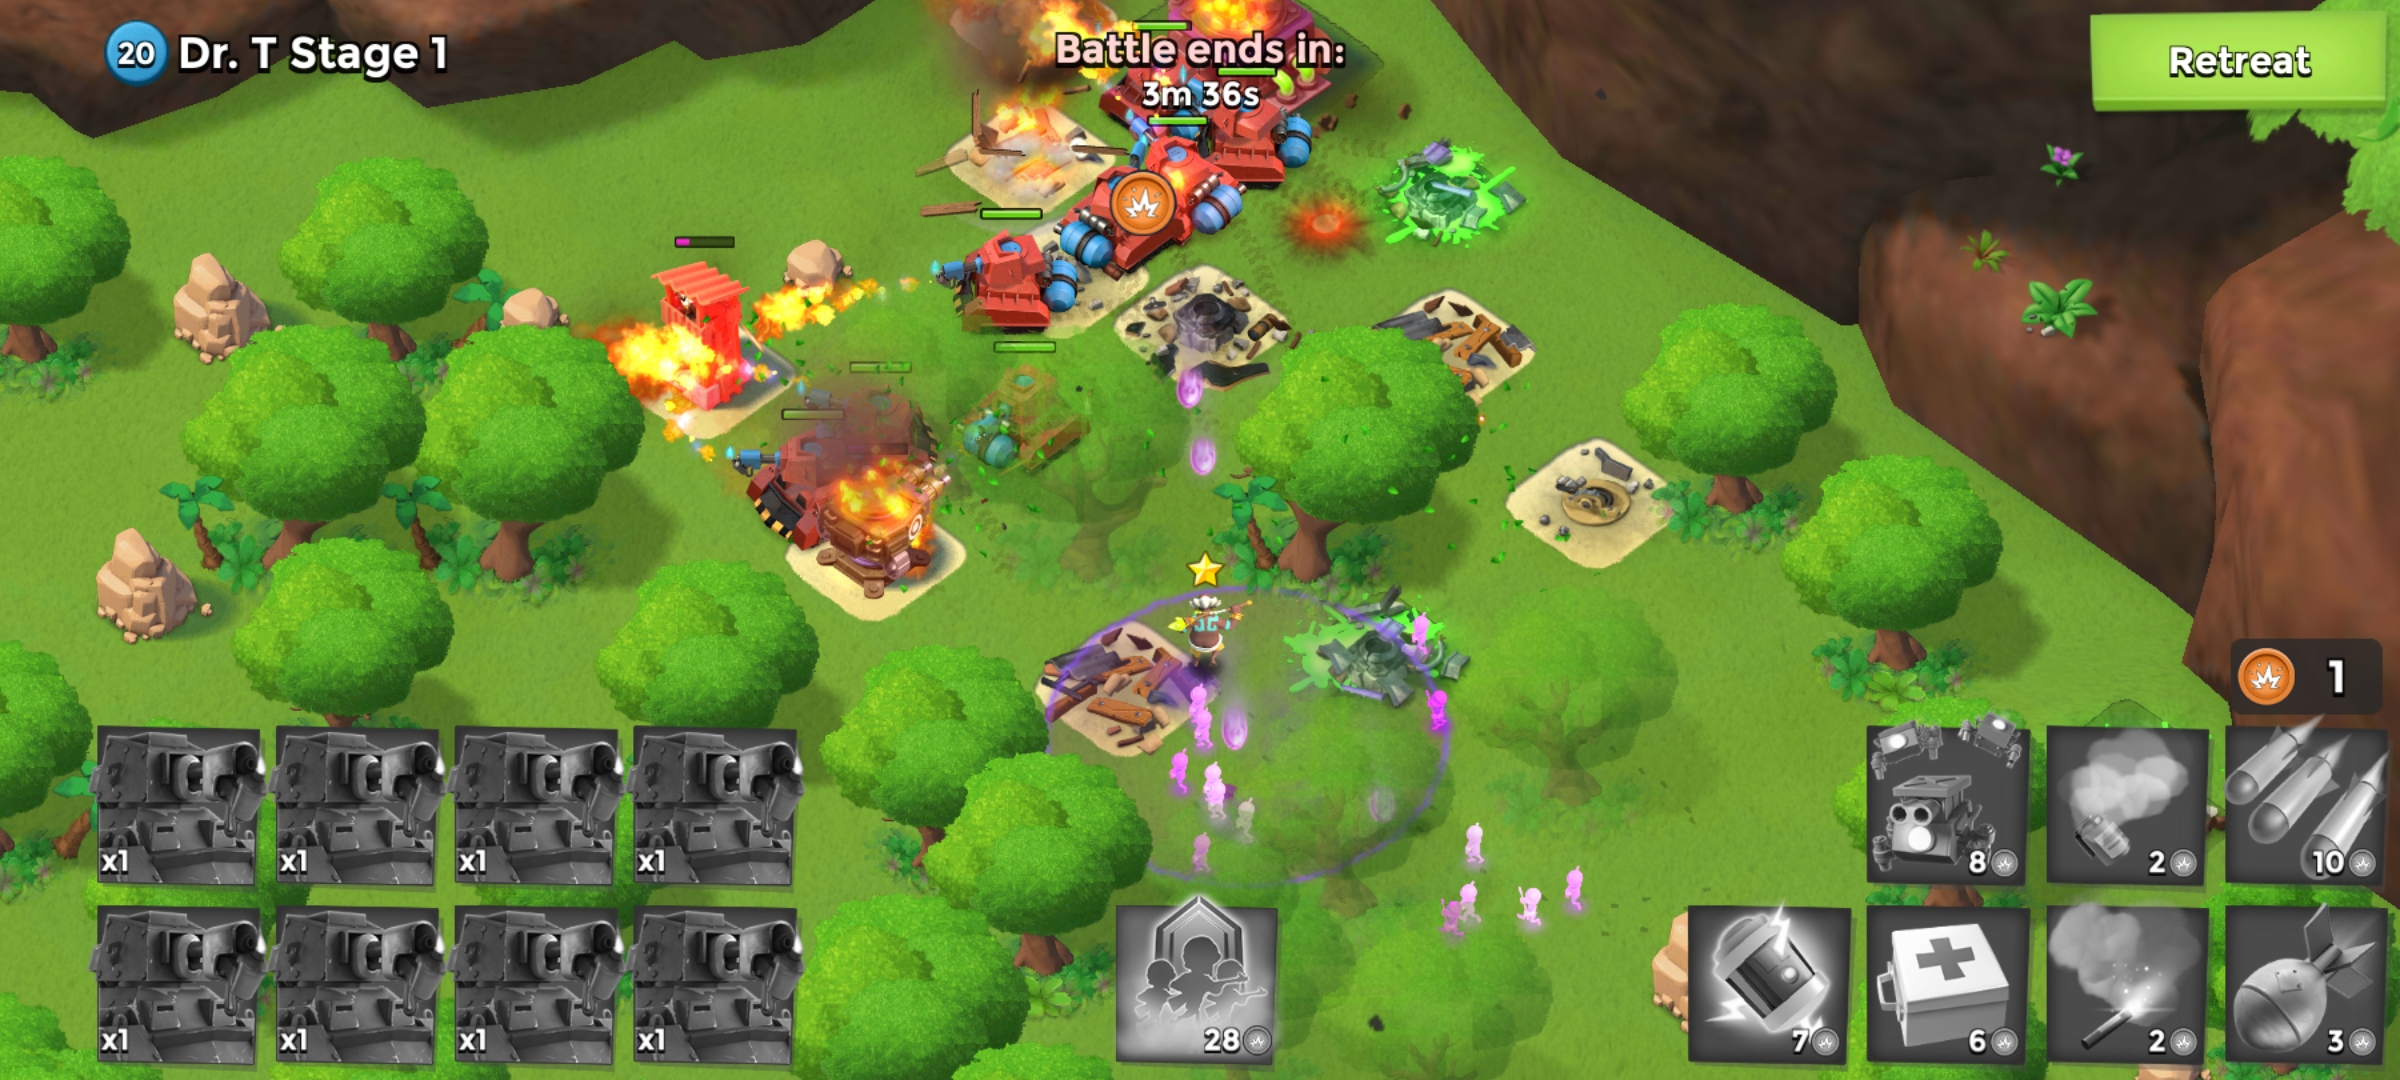 20 Dr. T Stage 1
Battle ends in:
3m 36s
Retreat
1
8
2
10
x1
x1
x1
x1
x1
x1
x1
x1
28
7
6
2
3